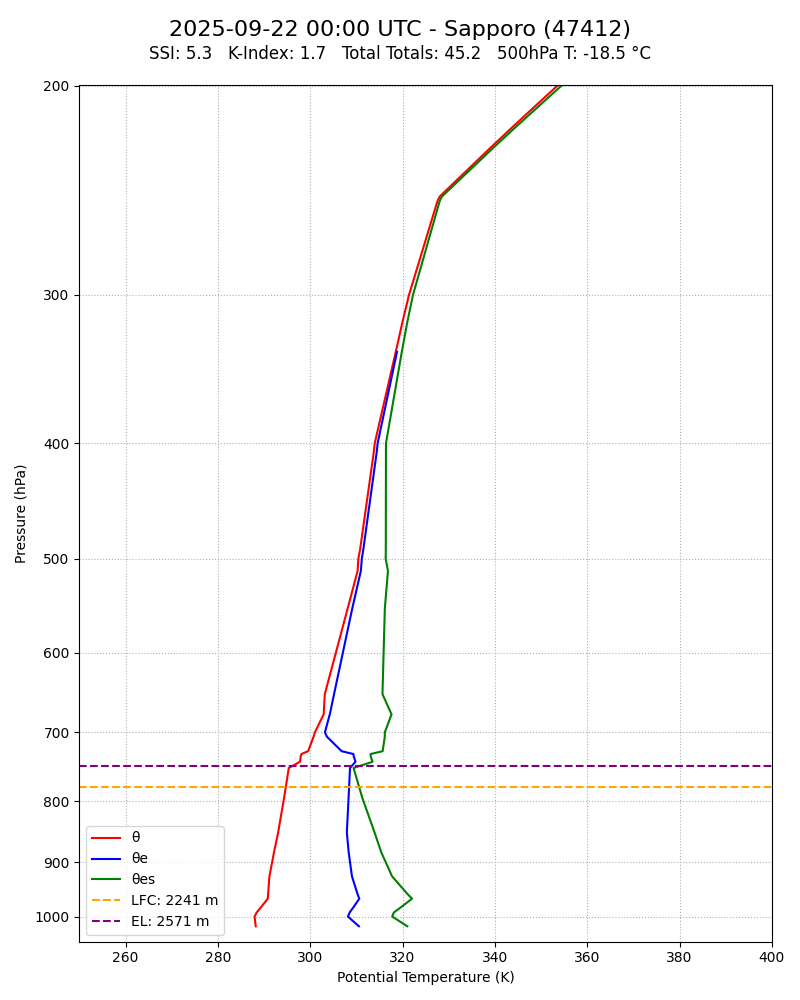 2025-09-22 00:00 UTC - Sapporo (47412)
SSI: 5.3   K-Index: 1.7   Total Totals: 45.2   500hPa T: -18.5 °C
200
300
400
500
600
700
800
900
1000
Pressure (hPa)
θ
θe
θes
LFC: 2241 m
EL: 2571 m
260 280 300 320 340 360 380 400
Potential Temperature (K)